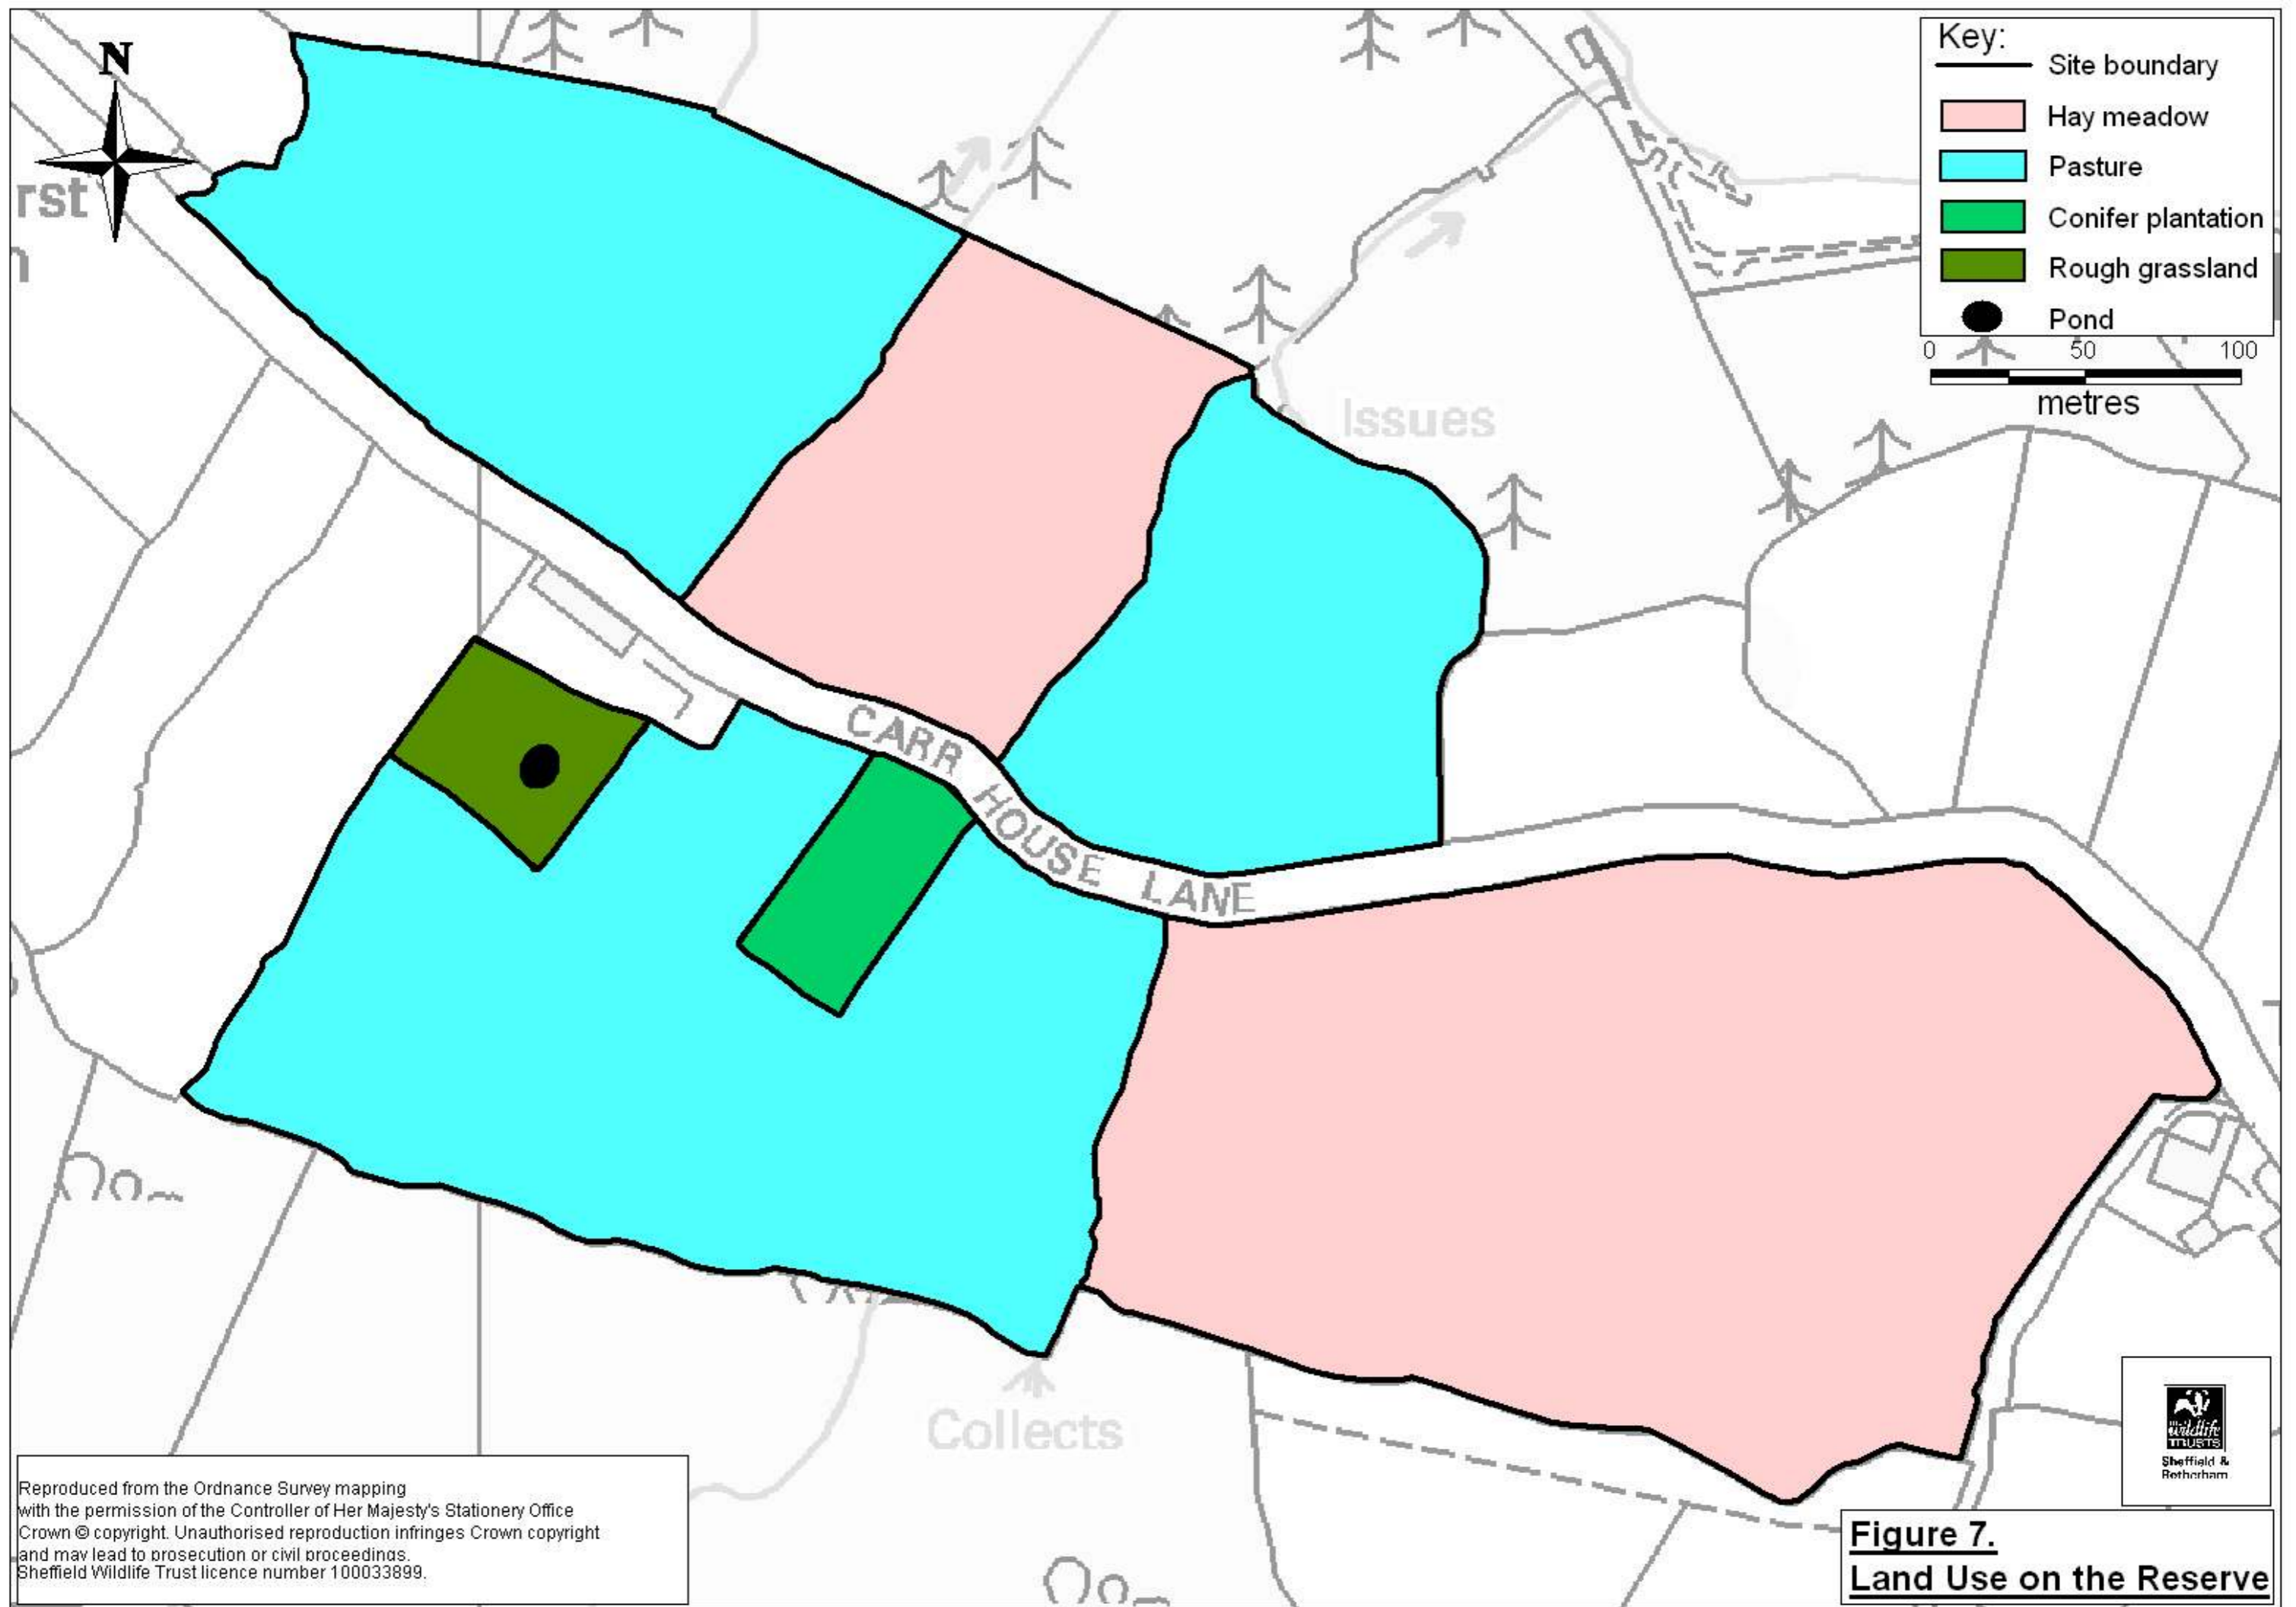 N
rst
Key:
Site boundary
Hay meadow
Pasture
Conifer plantation
Rough grassland
Pond
0 50 100
metres
Issues
CARR HOUSE LANE
Collects
Reproduced from the Ordnance Survey mapping
with the permission of the Controller of Her Majesty's Stationery Office
Crown © copyright. Unauthorised reproduction infringes Crown copyright
and may lead to prosecution or civil proceedings.
Sheffield Wildlife Trust licence number 100033899.
wildlife
TRUSTS
Sheffield &
Rotherham
Figure 7.
Land Use on the Reserve